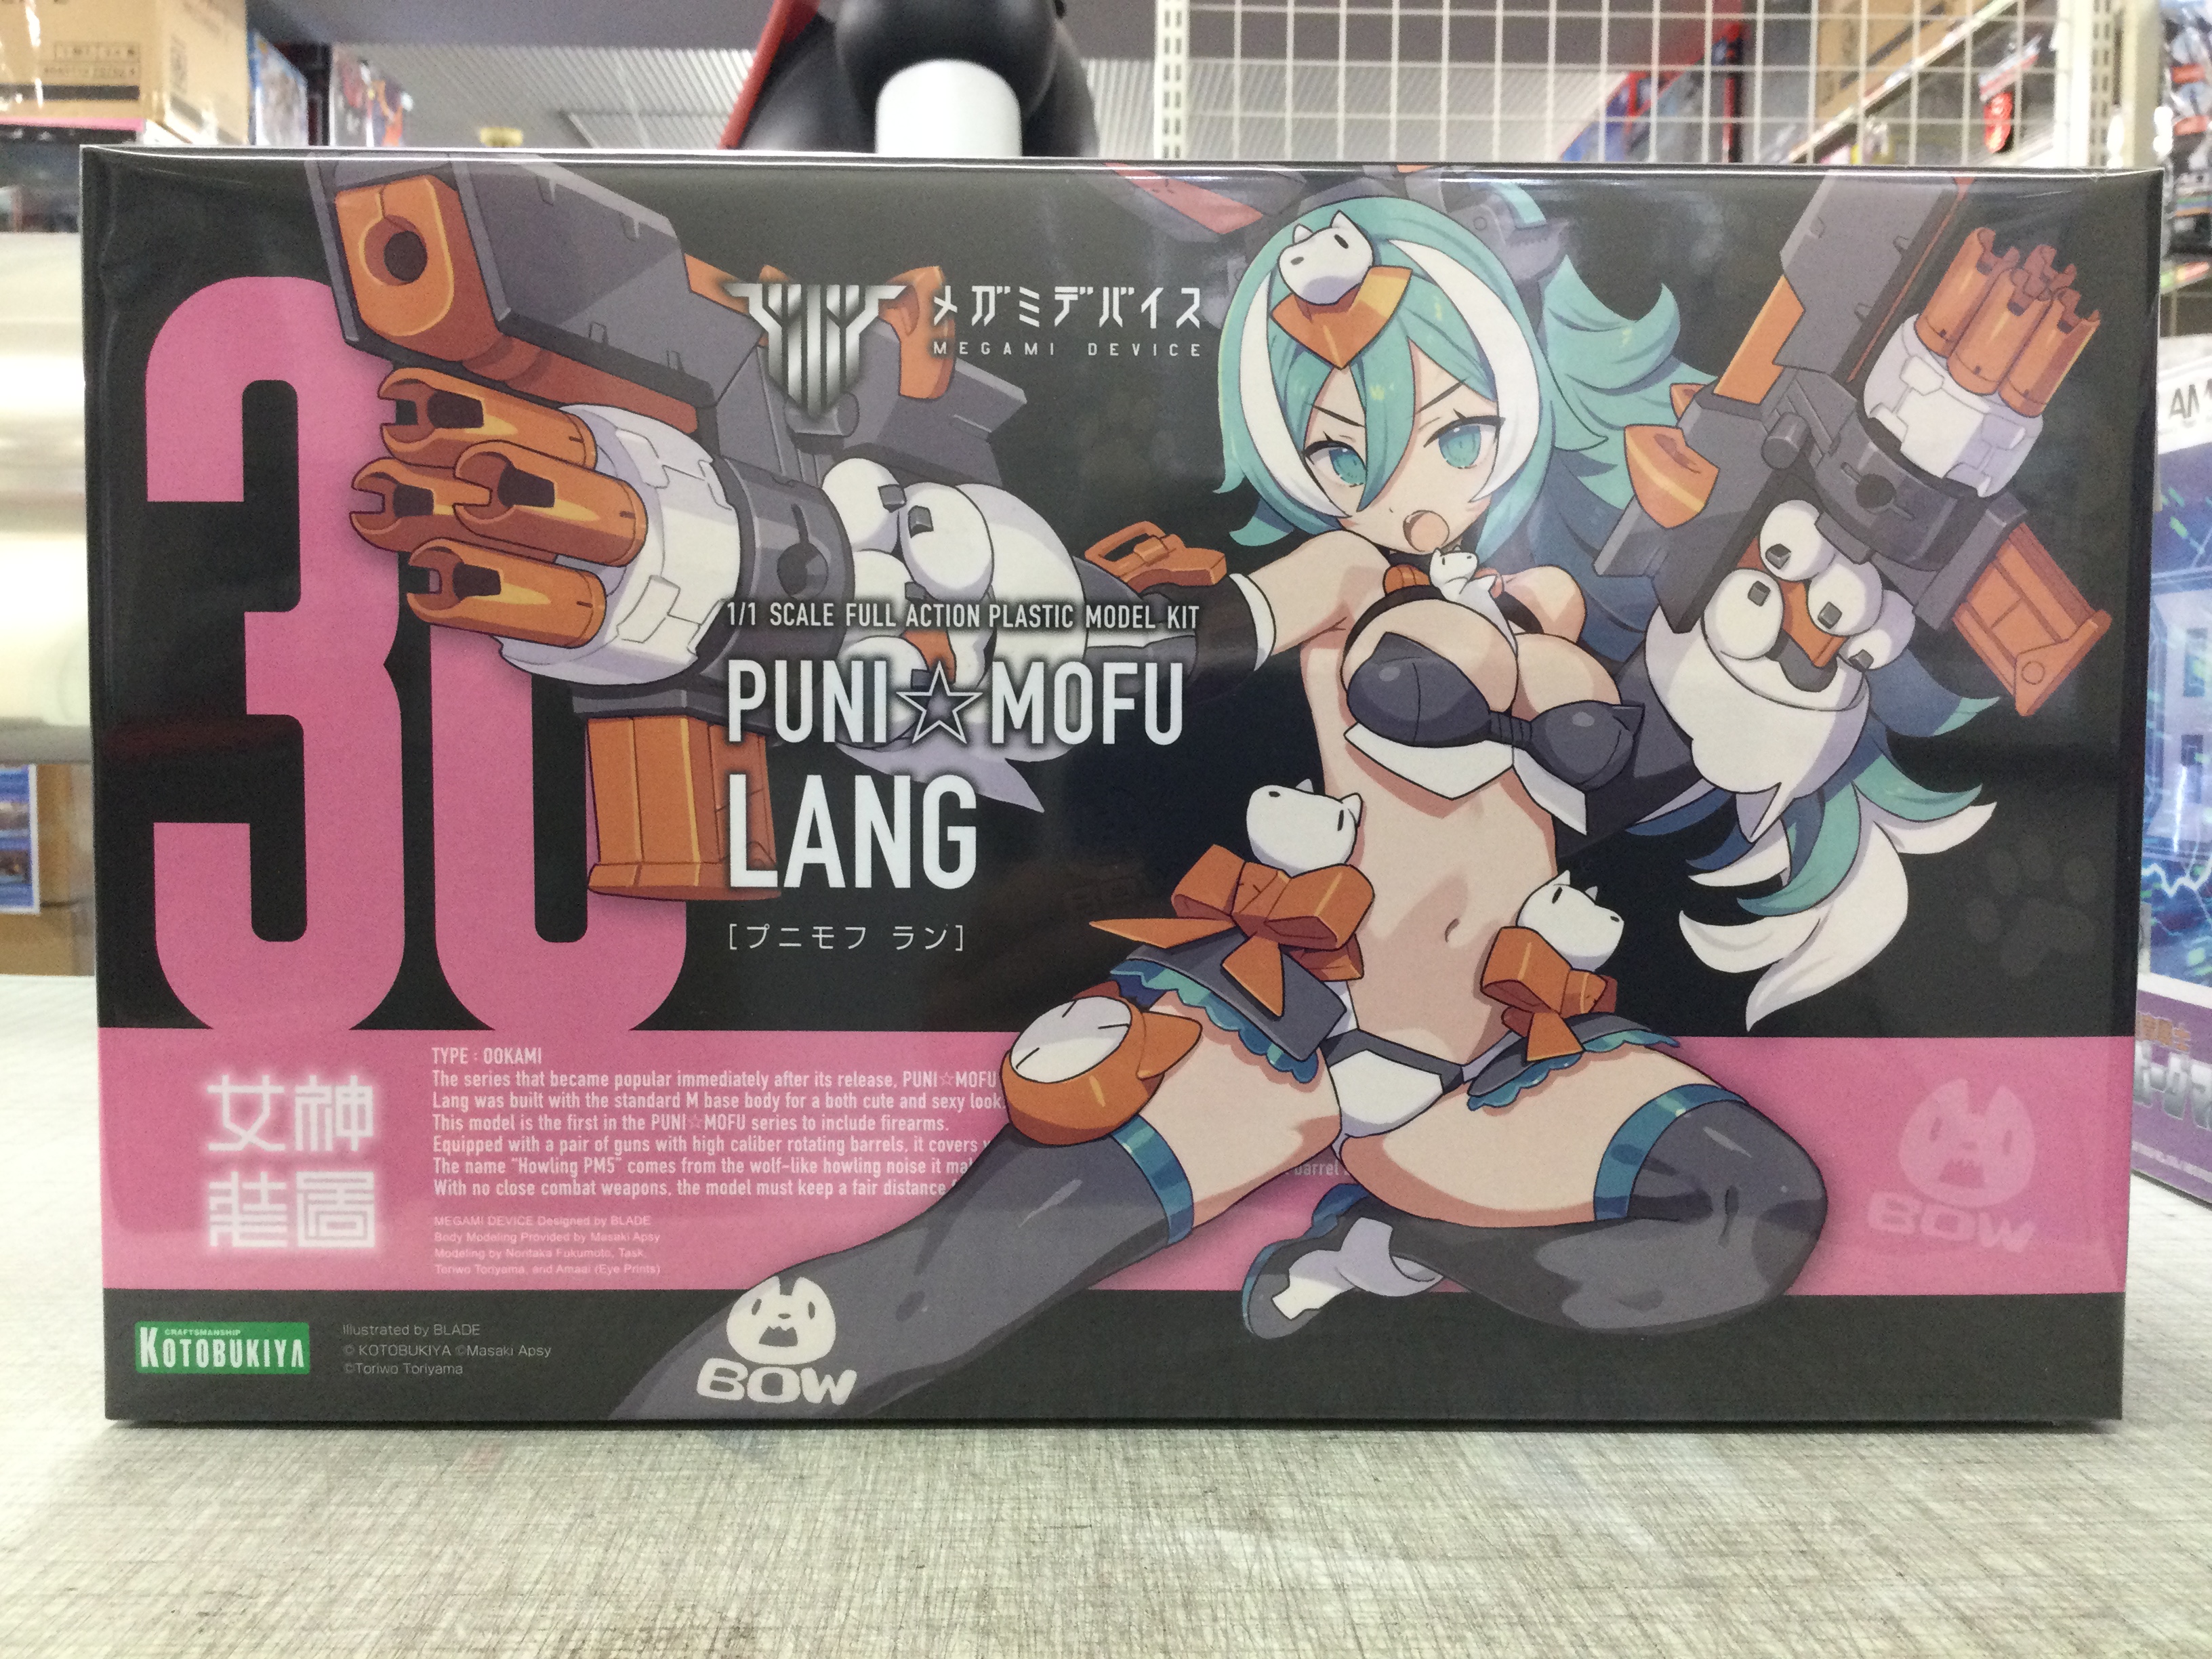 メガミデバイス
MEGAMI DEVICE
30
1/1 SCALE FULL ACTION PLASTIC MODEL KIT
PUNI☆MOFU
LANG
[プニモフ ラン]
女神
装置
TYPE : OOKAMI
The series that became popular immediately after its release, PUNI☆MOFU
Lang was built with the standard M base body for a both cute and sexy look.
This model is the first in the PUNI☆MOFU series to include firearms.
Equipped with a pair of guns with high caliber rotating barrels, it covers
barrel
The name "Howling PM5" comes from the wolf-like howling noise it
With no close combat weapons, the model must keep a fair distance
MEGAMI DEVICE Designed by BLADE
Body Modeling Provided by Masaki Apsy
Modeling by Noritaka Fukumoto, Task,
Toriwo Toriyama, and Amaai (Eye Prints)
BOW
BOW
CRAFTSMANSHIP
KOTOBUKIYA
Illustrated by BLADE
© KOTOBUKIYA ©Masaki Apsy
©Toriwo Toriyama